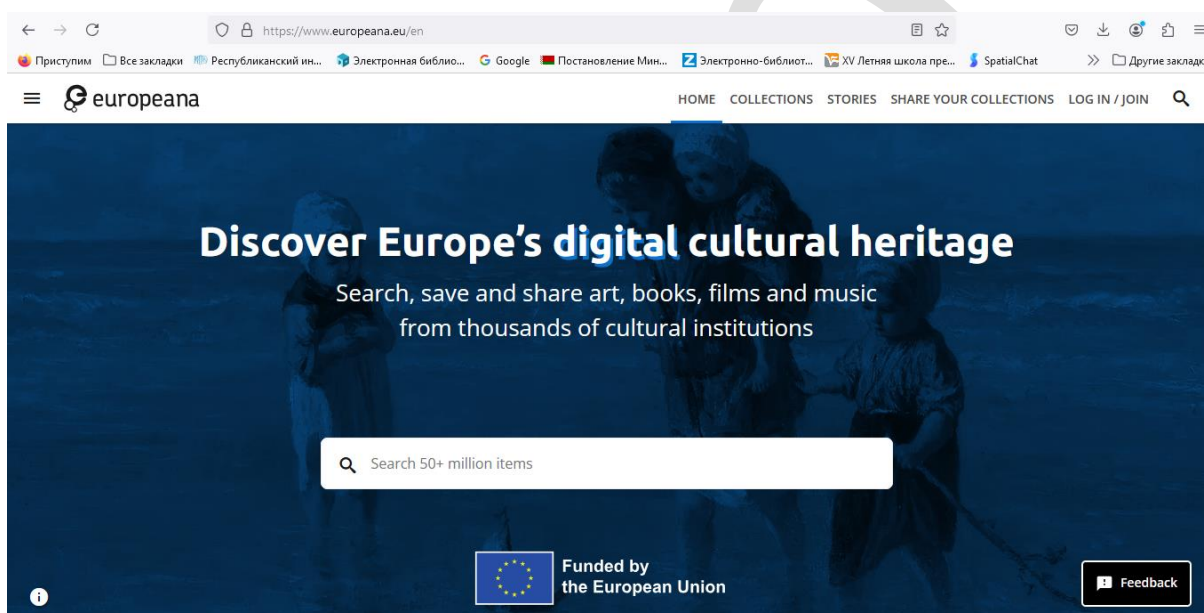 https://www.europeana.eu/en
Приступим Все закладки Республиканский ин... Электронная библио... Google Постановление Мин... Электронно-библиот... XV Летняя школа пре... SpatialChat Другие заклад
europeana HOME COLLECTIONS STORIES SHARE YOUR COLLECTIONS LOG IN / JOIN
Discover Europe's digital cultural heritage
Search, save and share art, books, films and music
from thousands of cultural institutions
Search 50+ million items
Funded by
the European Union
Feedback